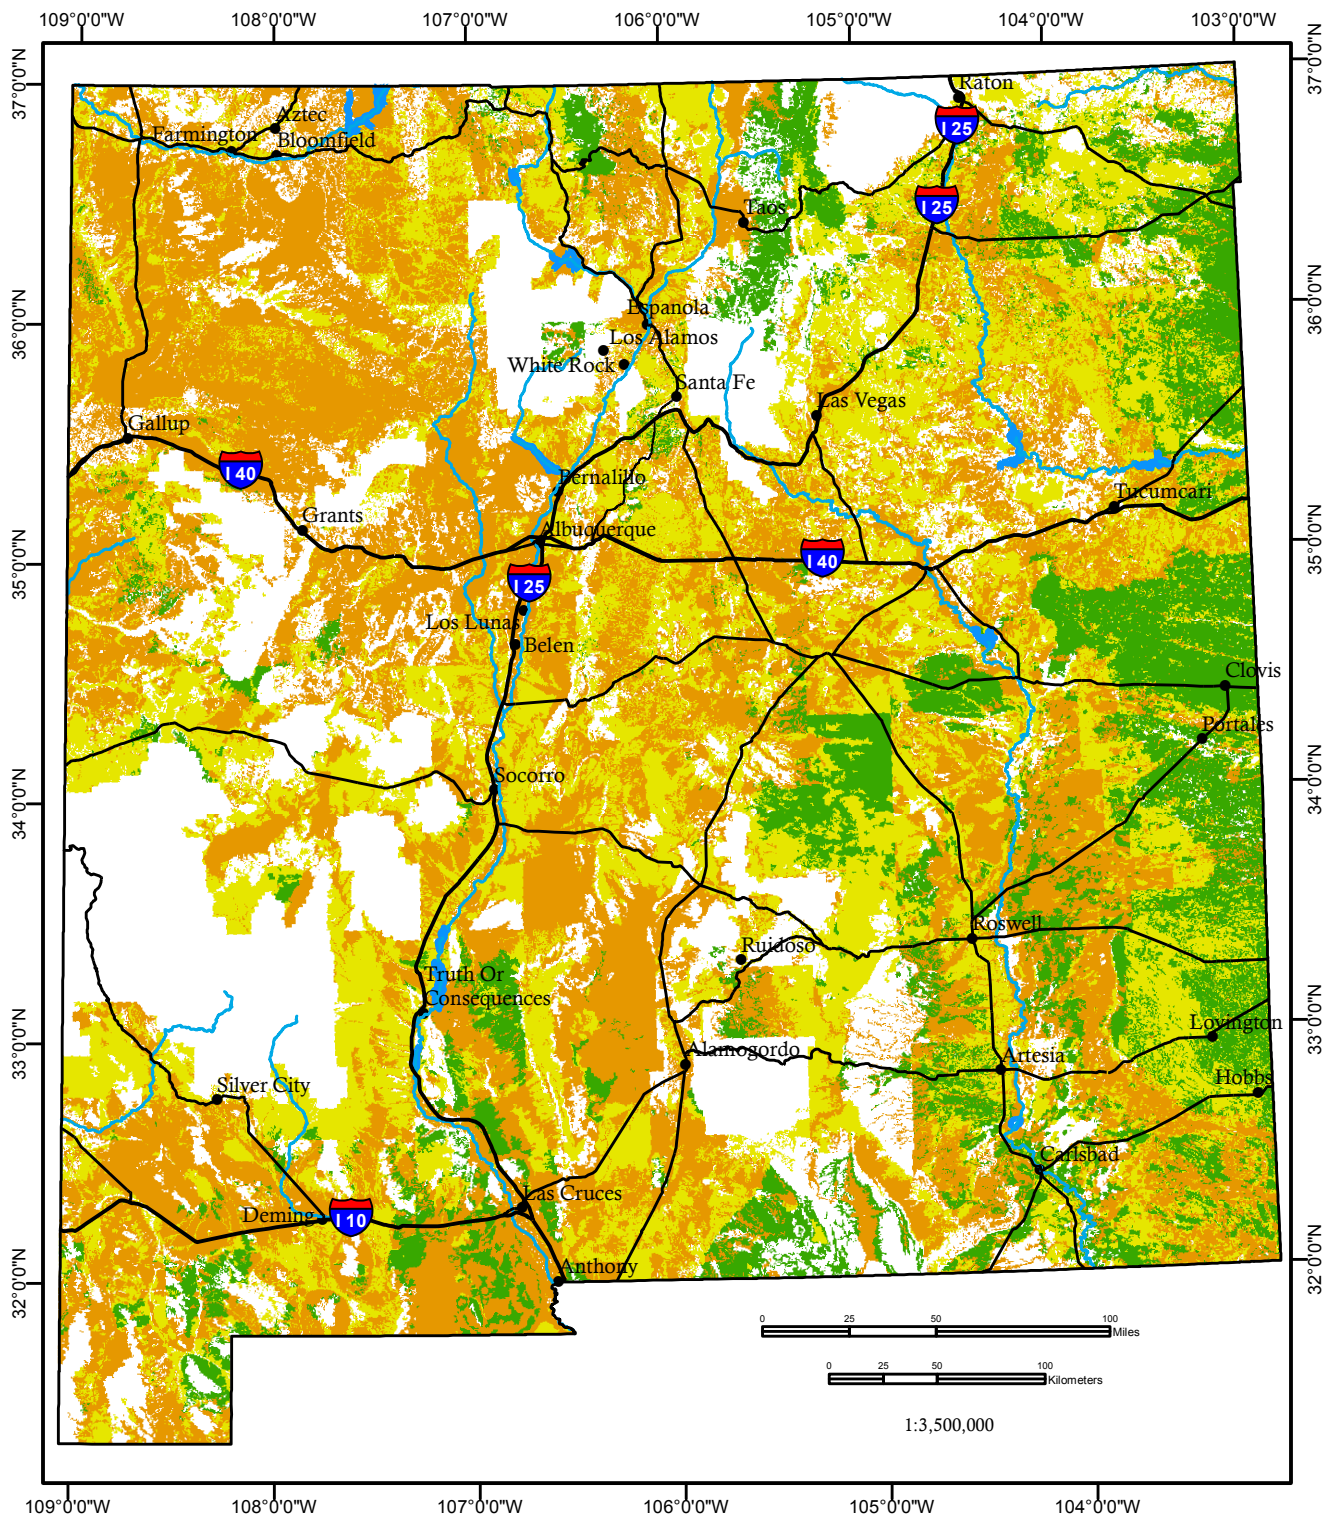 109°0'0"W
108°0'0"W
107°0'0"W
106°0'0"W
105°0'0"W
104°0'0"W
103°0'0"W
37°0'0"N
37°0'0"N
Raton
I 25
Aztec
Farmington
Bloomfield
I 25
Taos
36°0'0"N
36°0'0"N
Espanola
Los Alamos
White Rock
Santa Fe
Las Vegas
Gallup
I 40
Bernalillo
Tucumcari
Grants
Albuquerque
35°0'0"N
35°0'0"N
I 40
I 25
Los Lunas
Belen
Clovis
Portales
34°0'0"N
34°0'0"N
Socorro
Roswell
Ruidoso
Truth Or
Consequences
33°0'0"N
33°0'0"N
Lovington
Alamogordo
Artesia
Silver City
Hobbs
Carlsbad
Las Cruces
Deming
I 10
32°0'0"N
32°0'0"N
Anthony
0 25 50 100
Miles
0 25 50 100
Kilometers
1:3,500,000
109°0'0"W
108°0'0"W
107°0'0"W
106°0'0"W
105°0'0"W
104°0'0"W